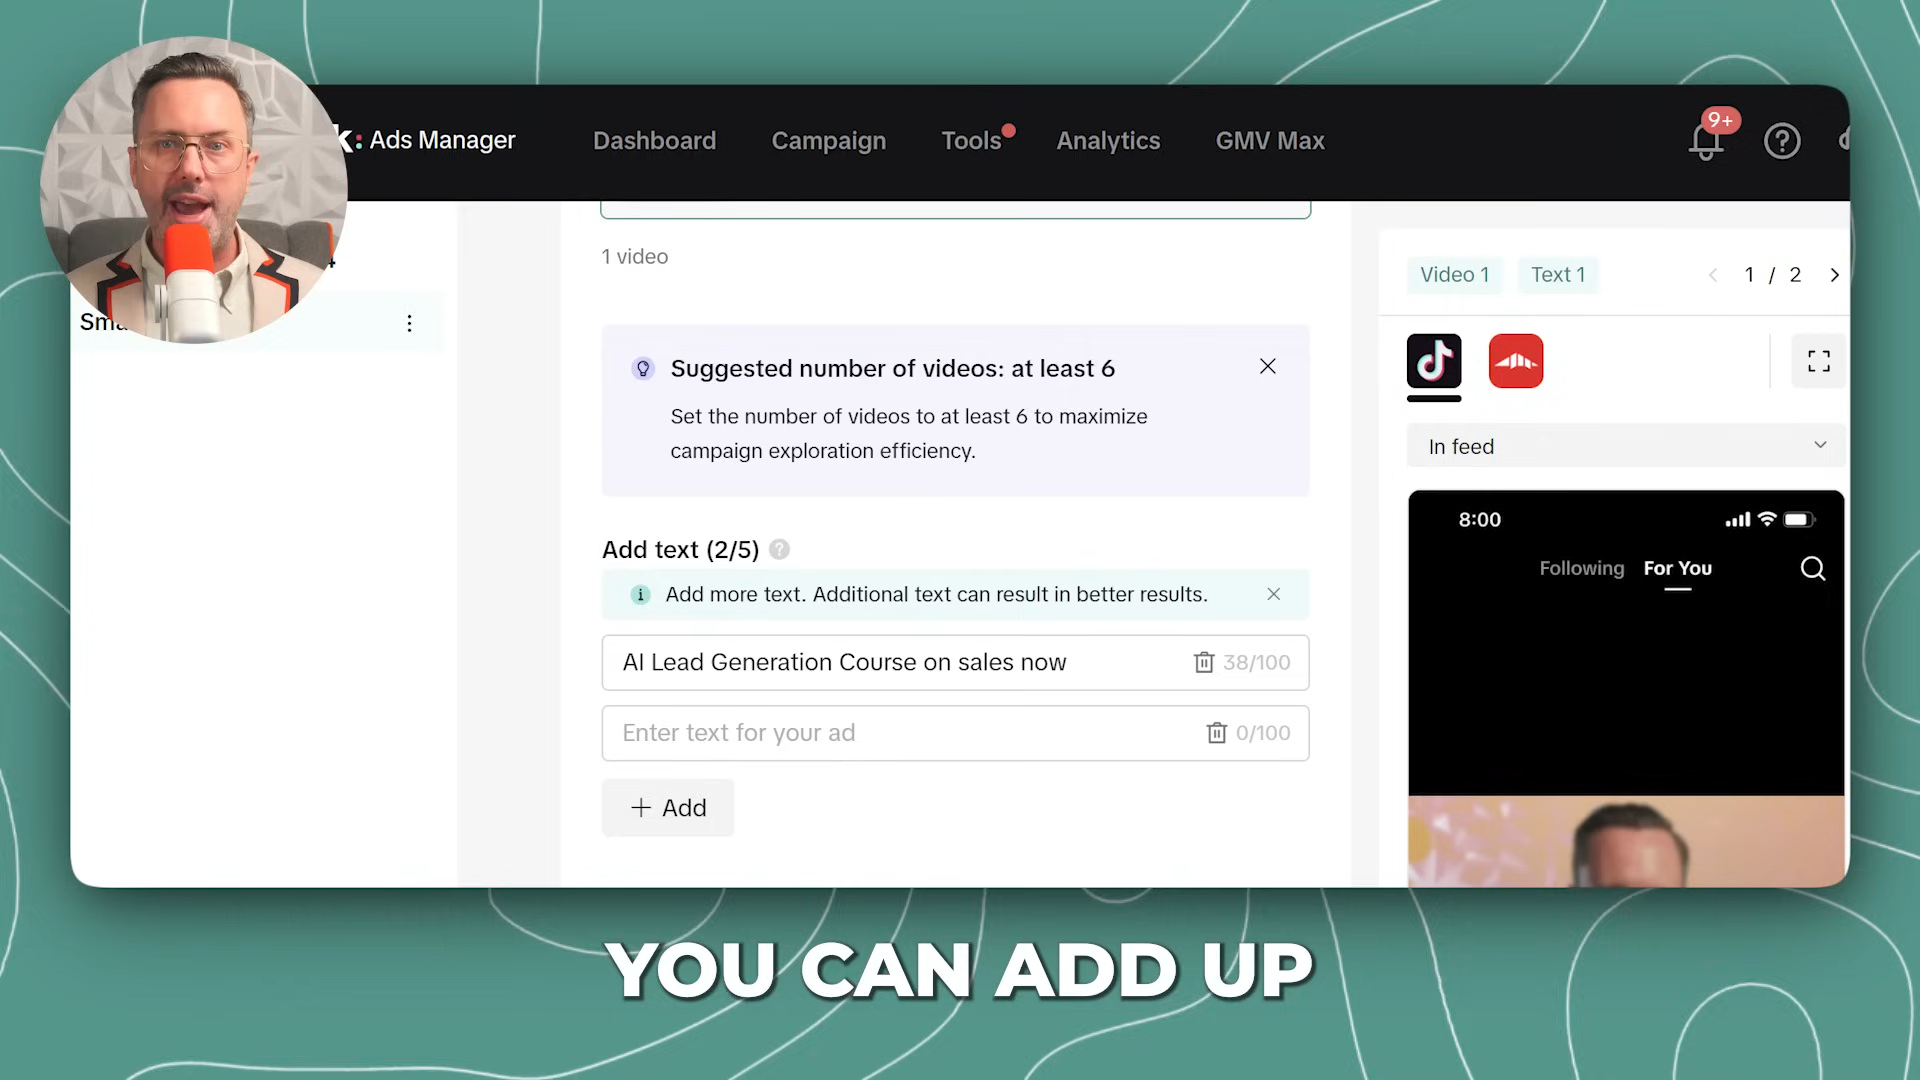 k: Ads Manager
Dashboard
Campaign
Tools
Analytics
GMV Max
9+
1 video
Video 1
Text 1
1 / 2
Suggested number of videos: at least 6
Set the number of videos to at least 6 to maximize
campaign exploration efficiency.
In feed
8:00
Following
For You
Add text (2/5)
Add more text. Additional text can result in better results.
AI Lead Generation Course on sales now
38/100
Enter text for your ad
0/100
+ Add
YOU CAN ADD UP